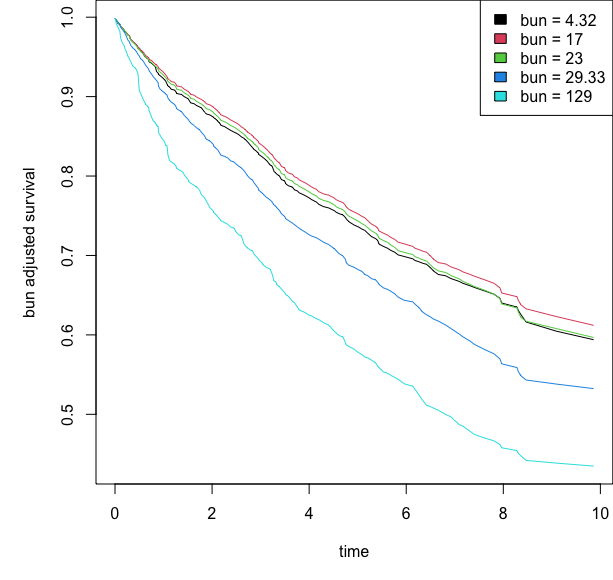 bun = 4.32
bun = 17
bun = 23
bun = 29.33
bun = 129
1.0
0.9
0.8
0.7
0.6
0.5
bun adjusted survival
0 2 4 6 8 10
time